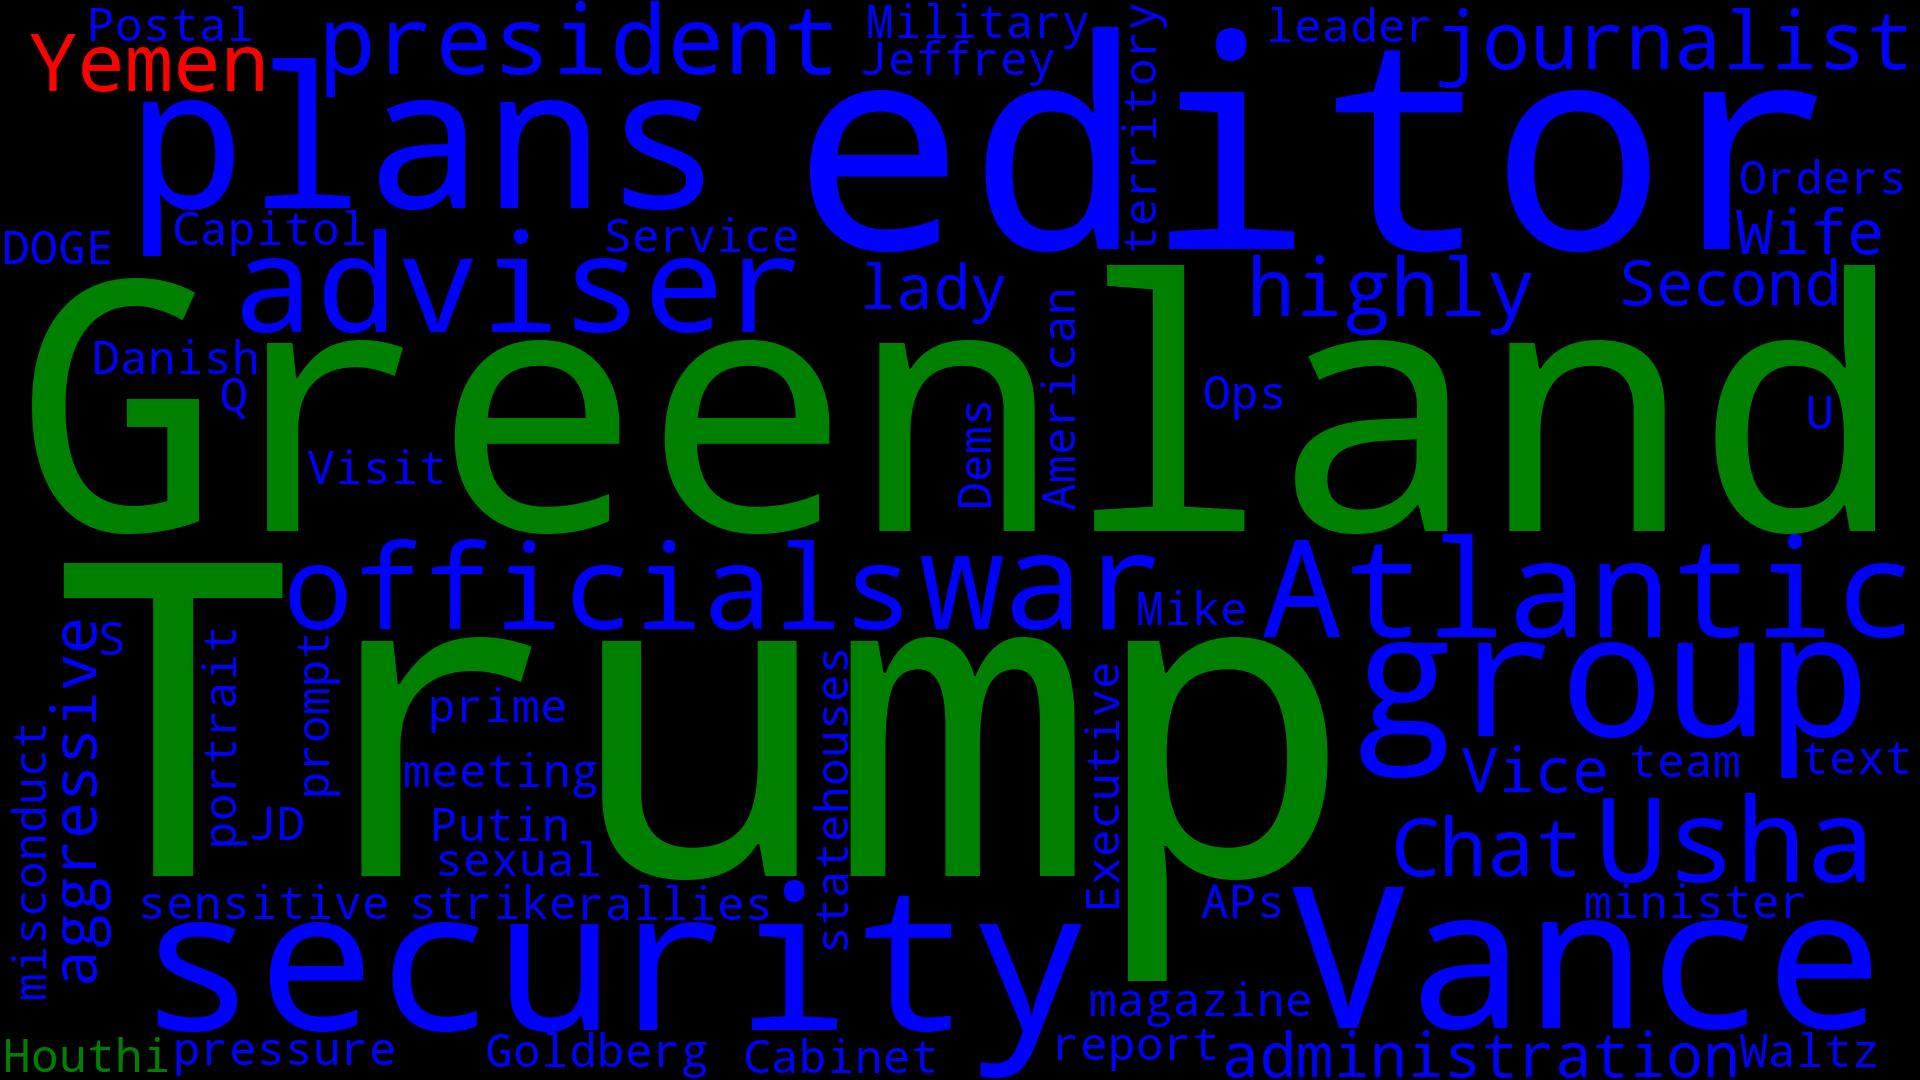 Postal
Yemen
president
Military
Jeffrey
territory
leader
journalist
plans
editor
Orders
Wife
DOGE
Capitol
Service
adviser
lady
highly
Second
Greenland
Danish
Q
Visit
Dems
American
Ops
U
officials
war
Mike
Atlantic
Trump
S
aggressive
misconduct
portrait
prompt
prime
meeting
JD
Putin
sexual
statehouses
Executive
group
Vice
team
text
Chat
Usha
sensitive
strike
rallies
APs
minister
security
Vance
magazine
Houthi
pressure
Goldberg
Cabinet
report
administration
Waltz